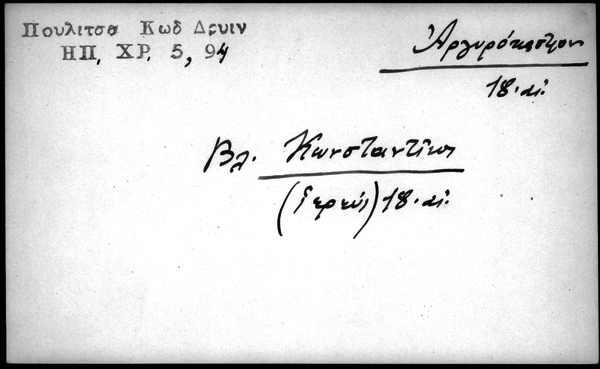 Πουλιτσα Κωδ Δρυιν
ΗΠ. ΧΡ. 5, 94
Ἀργυρόκαστρον
18. αἰ.
Βλ. Κωνσταντῖνος
(ἱερεύς) 18. αἰ.